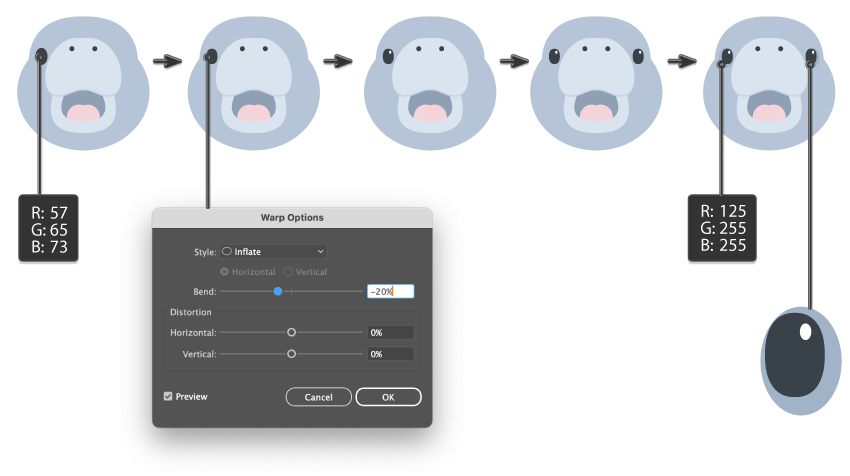 R: 57
G: 65
B: 73
Warp Options
Style: Inflate
Horizontal Vertical
Bend: -20%
Distortion
Horizontal: 0%
Vertical: 0%
Preview Cancel OK
R: 125
G: 255
B: 255